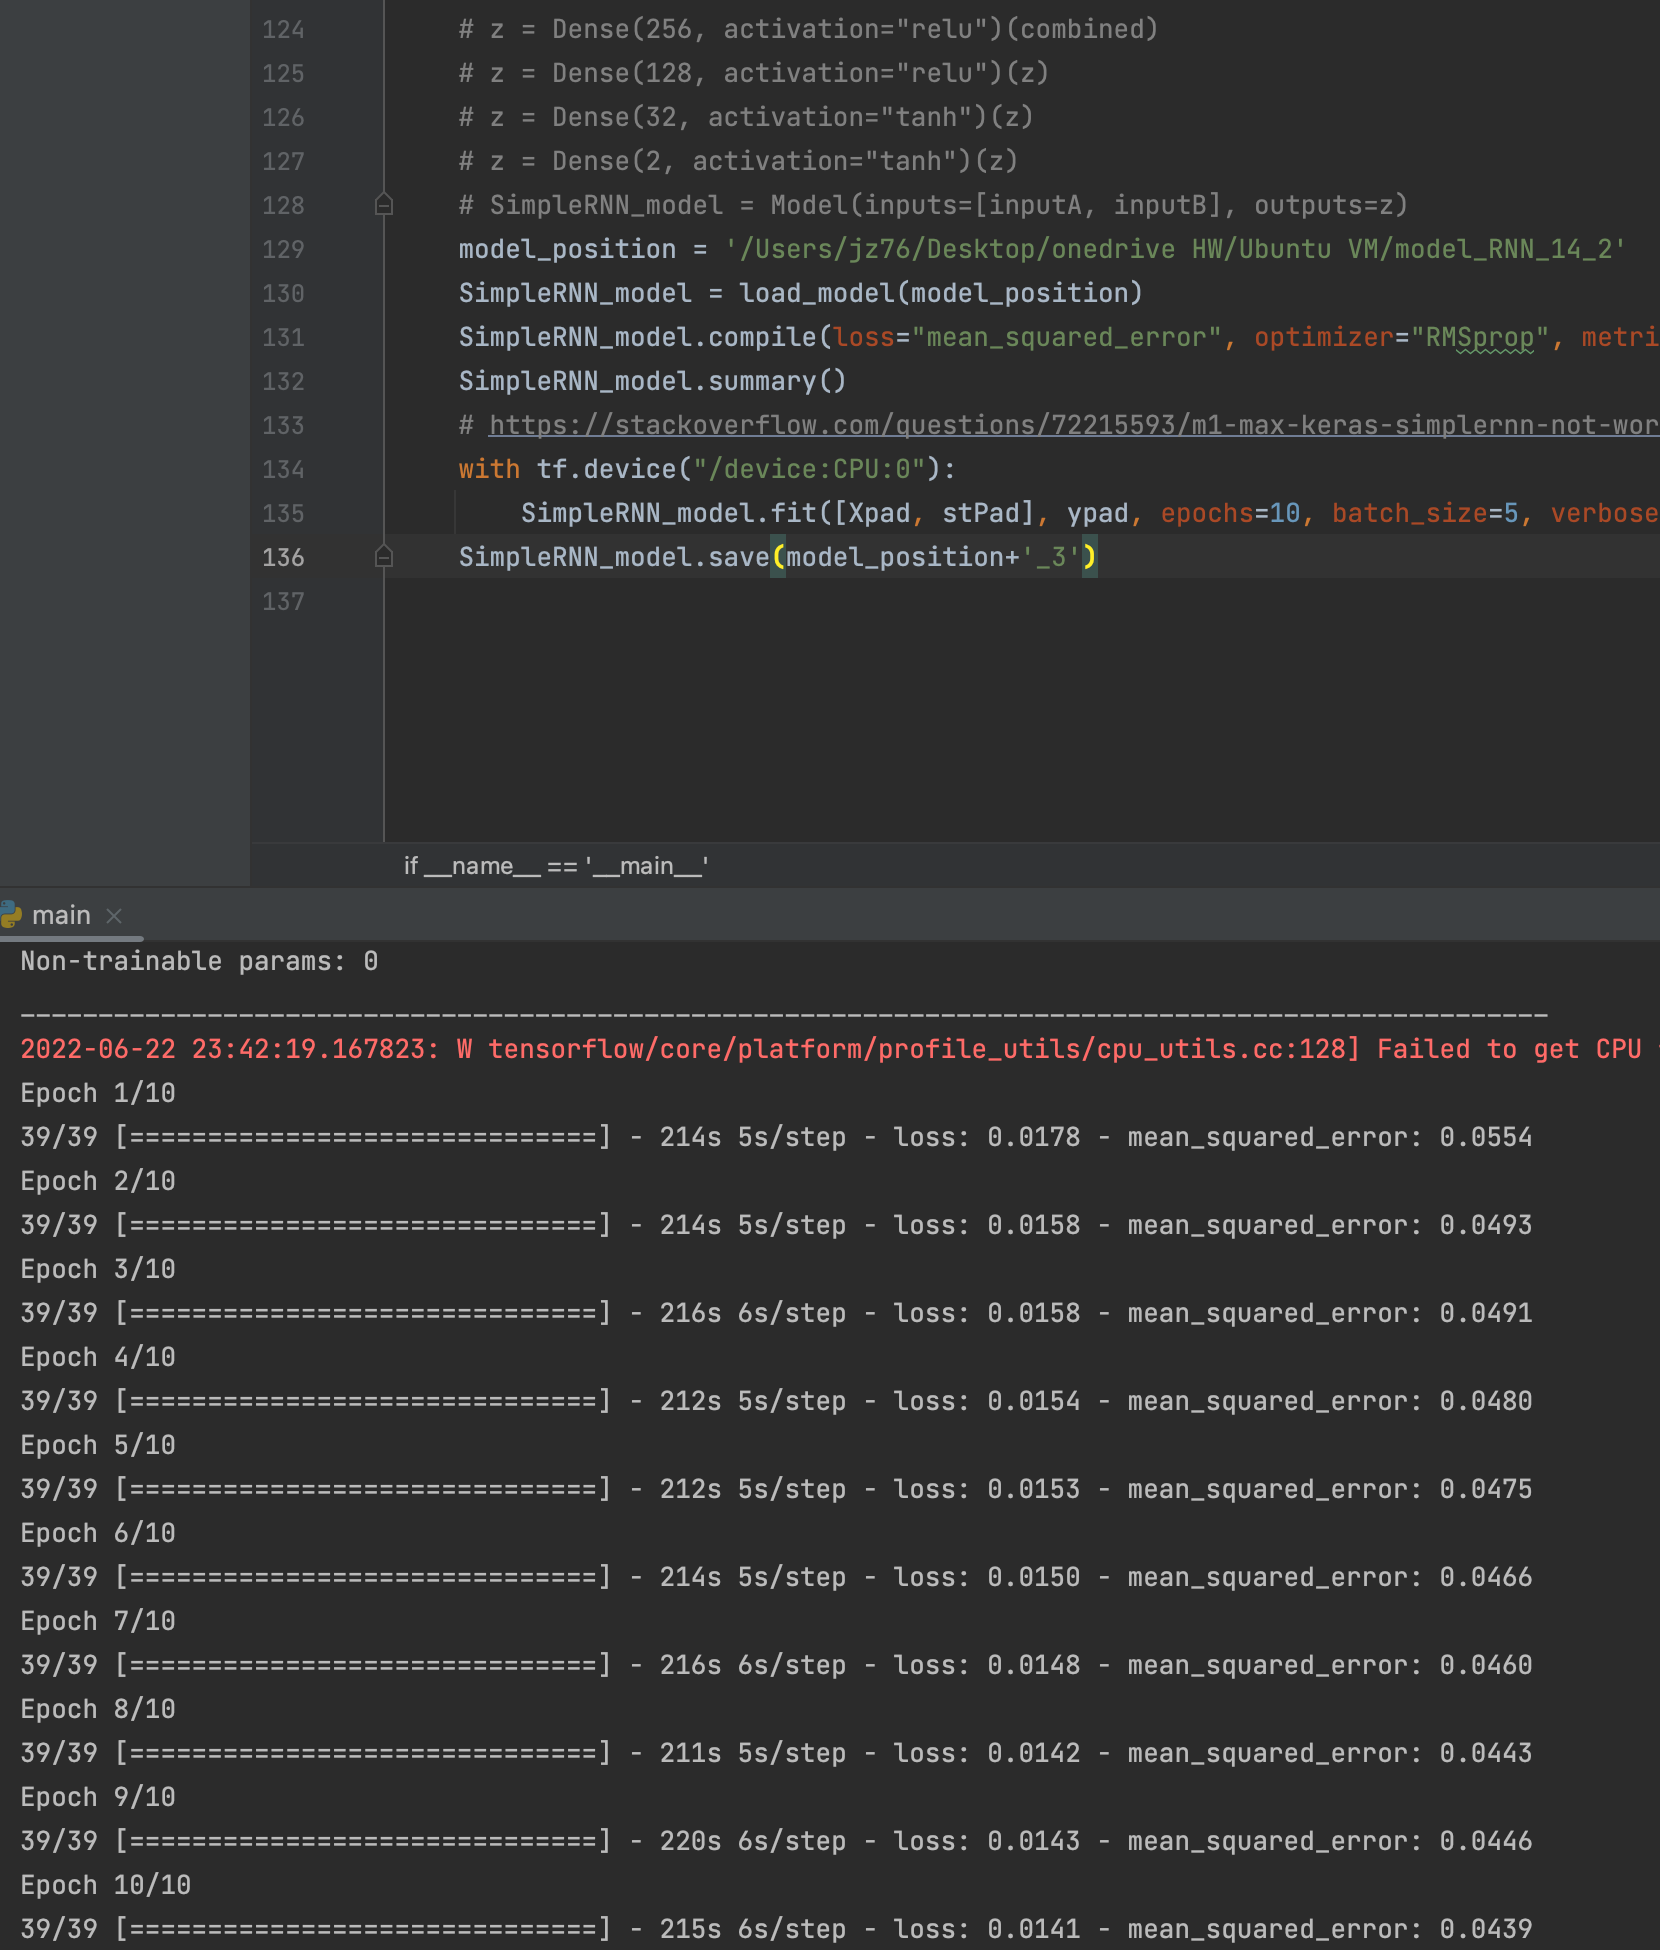 124 # z = Dense(256, activation="relu")(combined)
125 # z = Dense(128, activation="relu")(z)
126 # z = Dense(32, activation="tanh")(z)
127 # z = Dense(2, activation="tanh")(z)
128 # SimpleRNN_model = Model(inputs=[inputA, inputB], outputs=z)
129 model_position = '/Users/jz76/Desktop/onedrive HW/Ubuntu VM/model_RNN_14_2'
130 SimpleRNN_model = load_model(model_position)
131 SimpleRNN_model.compile(loss="mean_squared_error", optimizer="RMSprop", metri
132 SimpleRNN_model.summary()
133 # https://stackoverflow.com/questions/72215593/m1-max-keras-simplernn-not-wor
134 with tf.device("/device:CPU:0"):
135 SimpleRNN_model.fit([Xpad, stPad], ypad, epochs=10, batch_size=5, verbose
136 SimpleRNN_model.save(model_position+'_3')
137
if __name__ == '__main__'
main
Non-trainable params: 0
__________________________________________________________________________________________________
2022-06-22 23:42:19.167823: W tensorflow/core/platform/profile_utils/cpu_utils.cc:128] Failed to get CPU
Epoch 1/10
39/39 [==============================] - 214s 5s/step - loss: 0.0178 - mean_squared_error: 0.0554
Epoch 2/10
39/39 [==============================] - 214s 5s/step - loss: 0.0158 - mean_squared_error: 0.0493
Epoch 3/10
39/39 [==============================] - 216s 6s/step - loss: 0.0158 - mean_squared_error: 0.0491
Epoch 4/10
39/39 [==============================] - 212s 5s/step - loss: 0.0154 - mean_squared_error: 0.0480
Epoch 5/10
39/39 [==============================] - 212s 5s/step - loss: 0.0153 - mean_squared_error: 0.0475
Epoch 6/10
39/39 [==============================] - 214s 5s/step - loss: 0.0150 - mean_squared_error: 0.0466
Epoch 7/10
39/39 [==============================] - 216s 6s/step - loss: 0.0148 - mean_squared_error: 0.0460
Epoch 8/10
39/39 [==============================] - 211s 5s/step - loss: 0.0142 - mean_squared_error: 0.0443
Epoch 9/10
39/39 [==============================] - 220s 6s/step - loss: 0.0143 - mean_squared_error: 0.0446
Epoch 10/10
39/39 [==============================] - 215s 6s/step - loss: 0.0141 - mean_squared_error: 0.0439